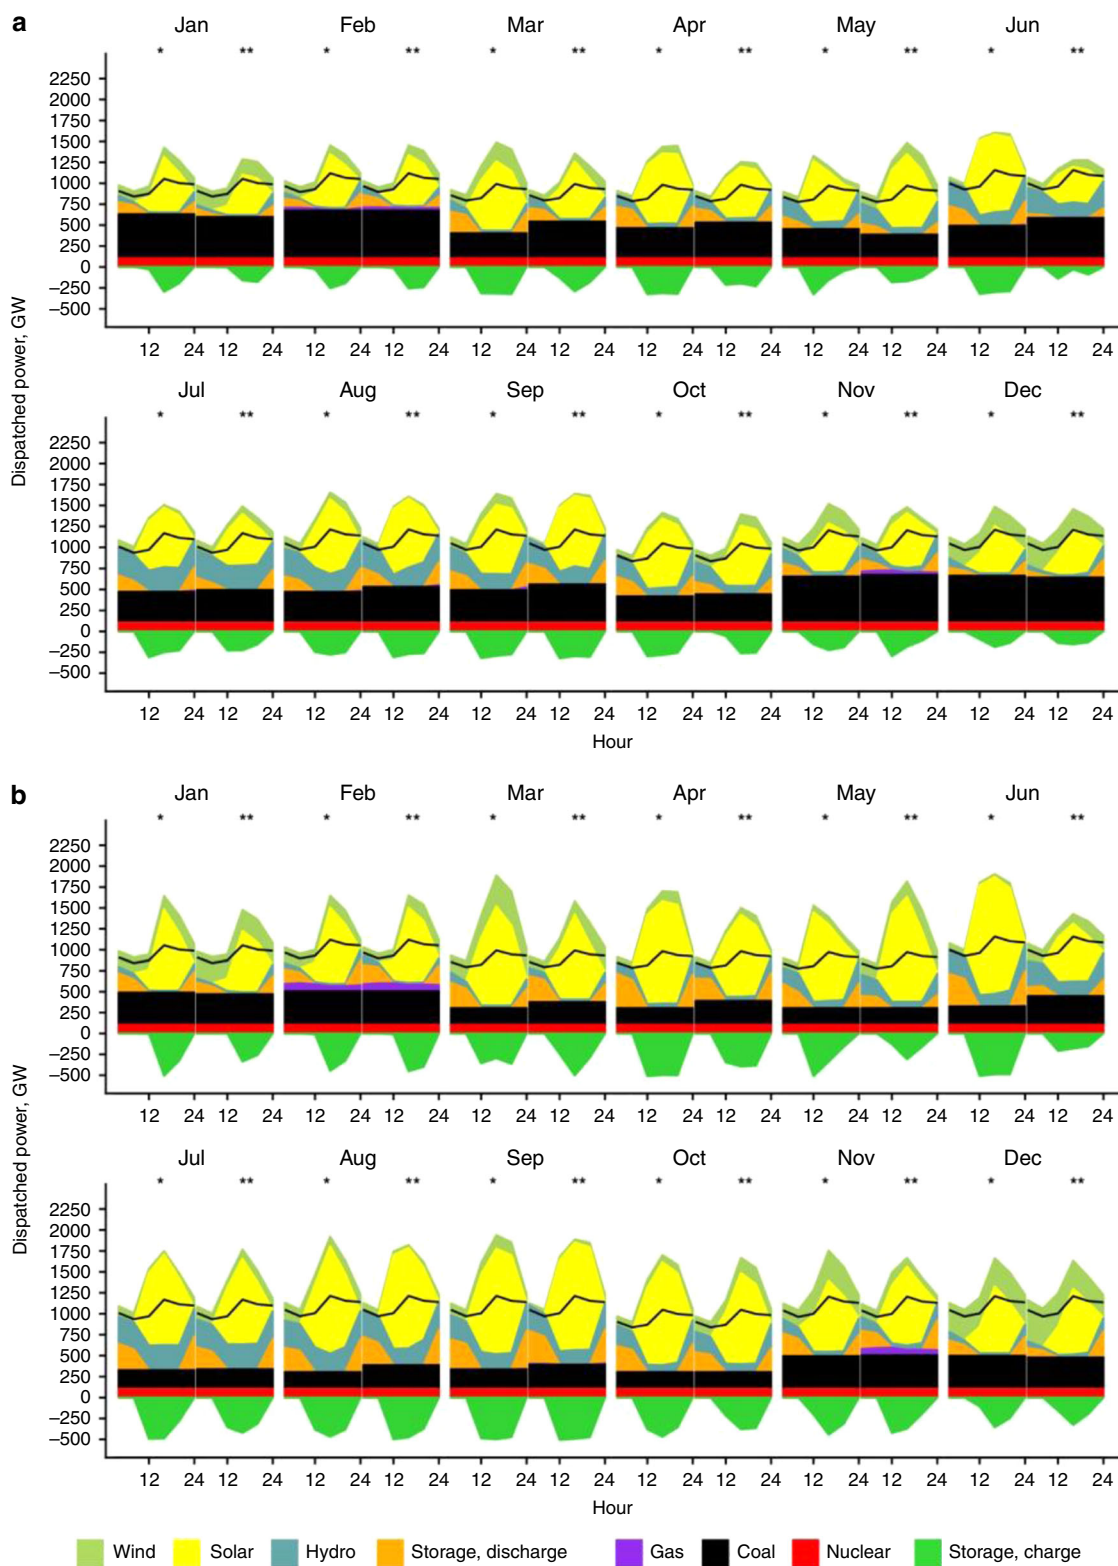 a
Jan Feb Mar Apr May Jun
* ** * ** * ** * ** * ** * **
2250
2000
1750
1500
1250
1000
750
500
250
0
−250
−500
12 24 12 24 12 24 12 24 12 24 12 24 12 24 12 24 12 24 12 24 12 24 12 24
Dispatched power, GW
Jul Aug Sep Oct Nov Dec
* ** * ** * ** * ** * ** * **
2250
2000
1750
1500
1250
1000
750
500
250
0
−250
−500
12 24 12 24 12 24 12 24 12 24 12 24 12 24 12 24 12 24 12 24 12 24 12 24
Hour
b
Jan Feb Mar Apr May Jun
* ** * ** * ** * ** * ** * **
2250
2000
1750
1500
1250
1000
750
500
250
0
−250
−500
12 24 12 24 12 24 12 24 12 24 12 24 12 24 12 24 12 24 12 24 12 24 12 24
Dispatched power, GW
Jul Aug Sep Oct Nov Dec
* ** * ** * ** * ** * ** * **
2250
2000
1750
1500
1250
1000
750
500
250
0
−250
−500
12 24 12 24 12 24 12 24 12 24 12 24 12 24 12 24 12 24 12 24 12 24 12 24
Hour
Wind Solar Hydro Storage, discharge Gas Coal Nuclear Storage, charge